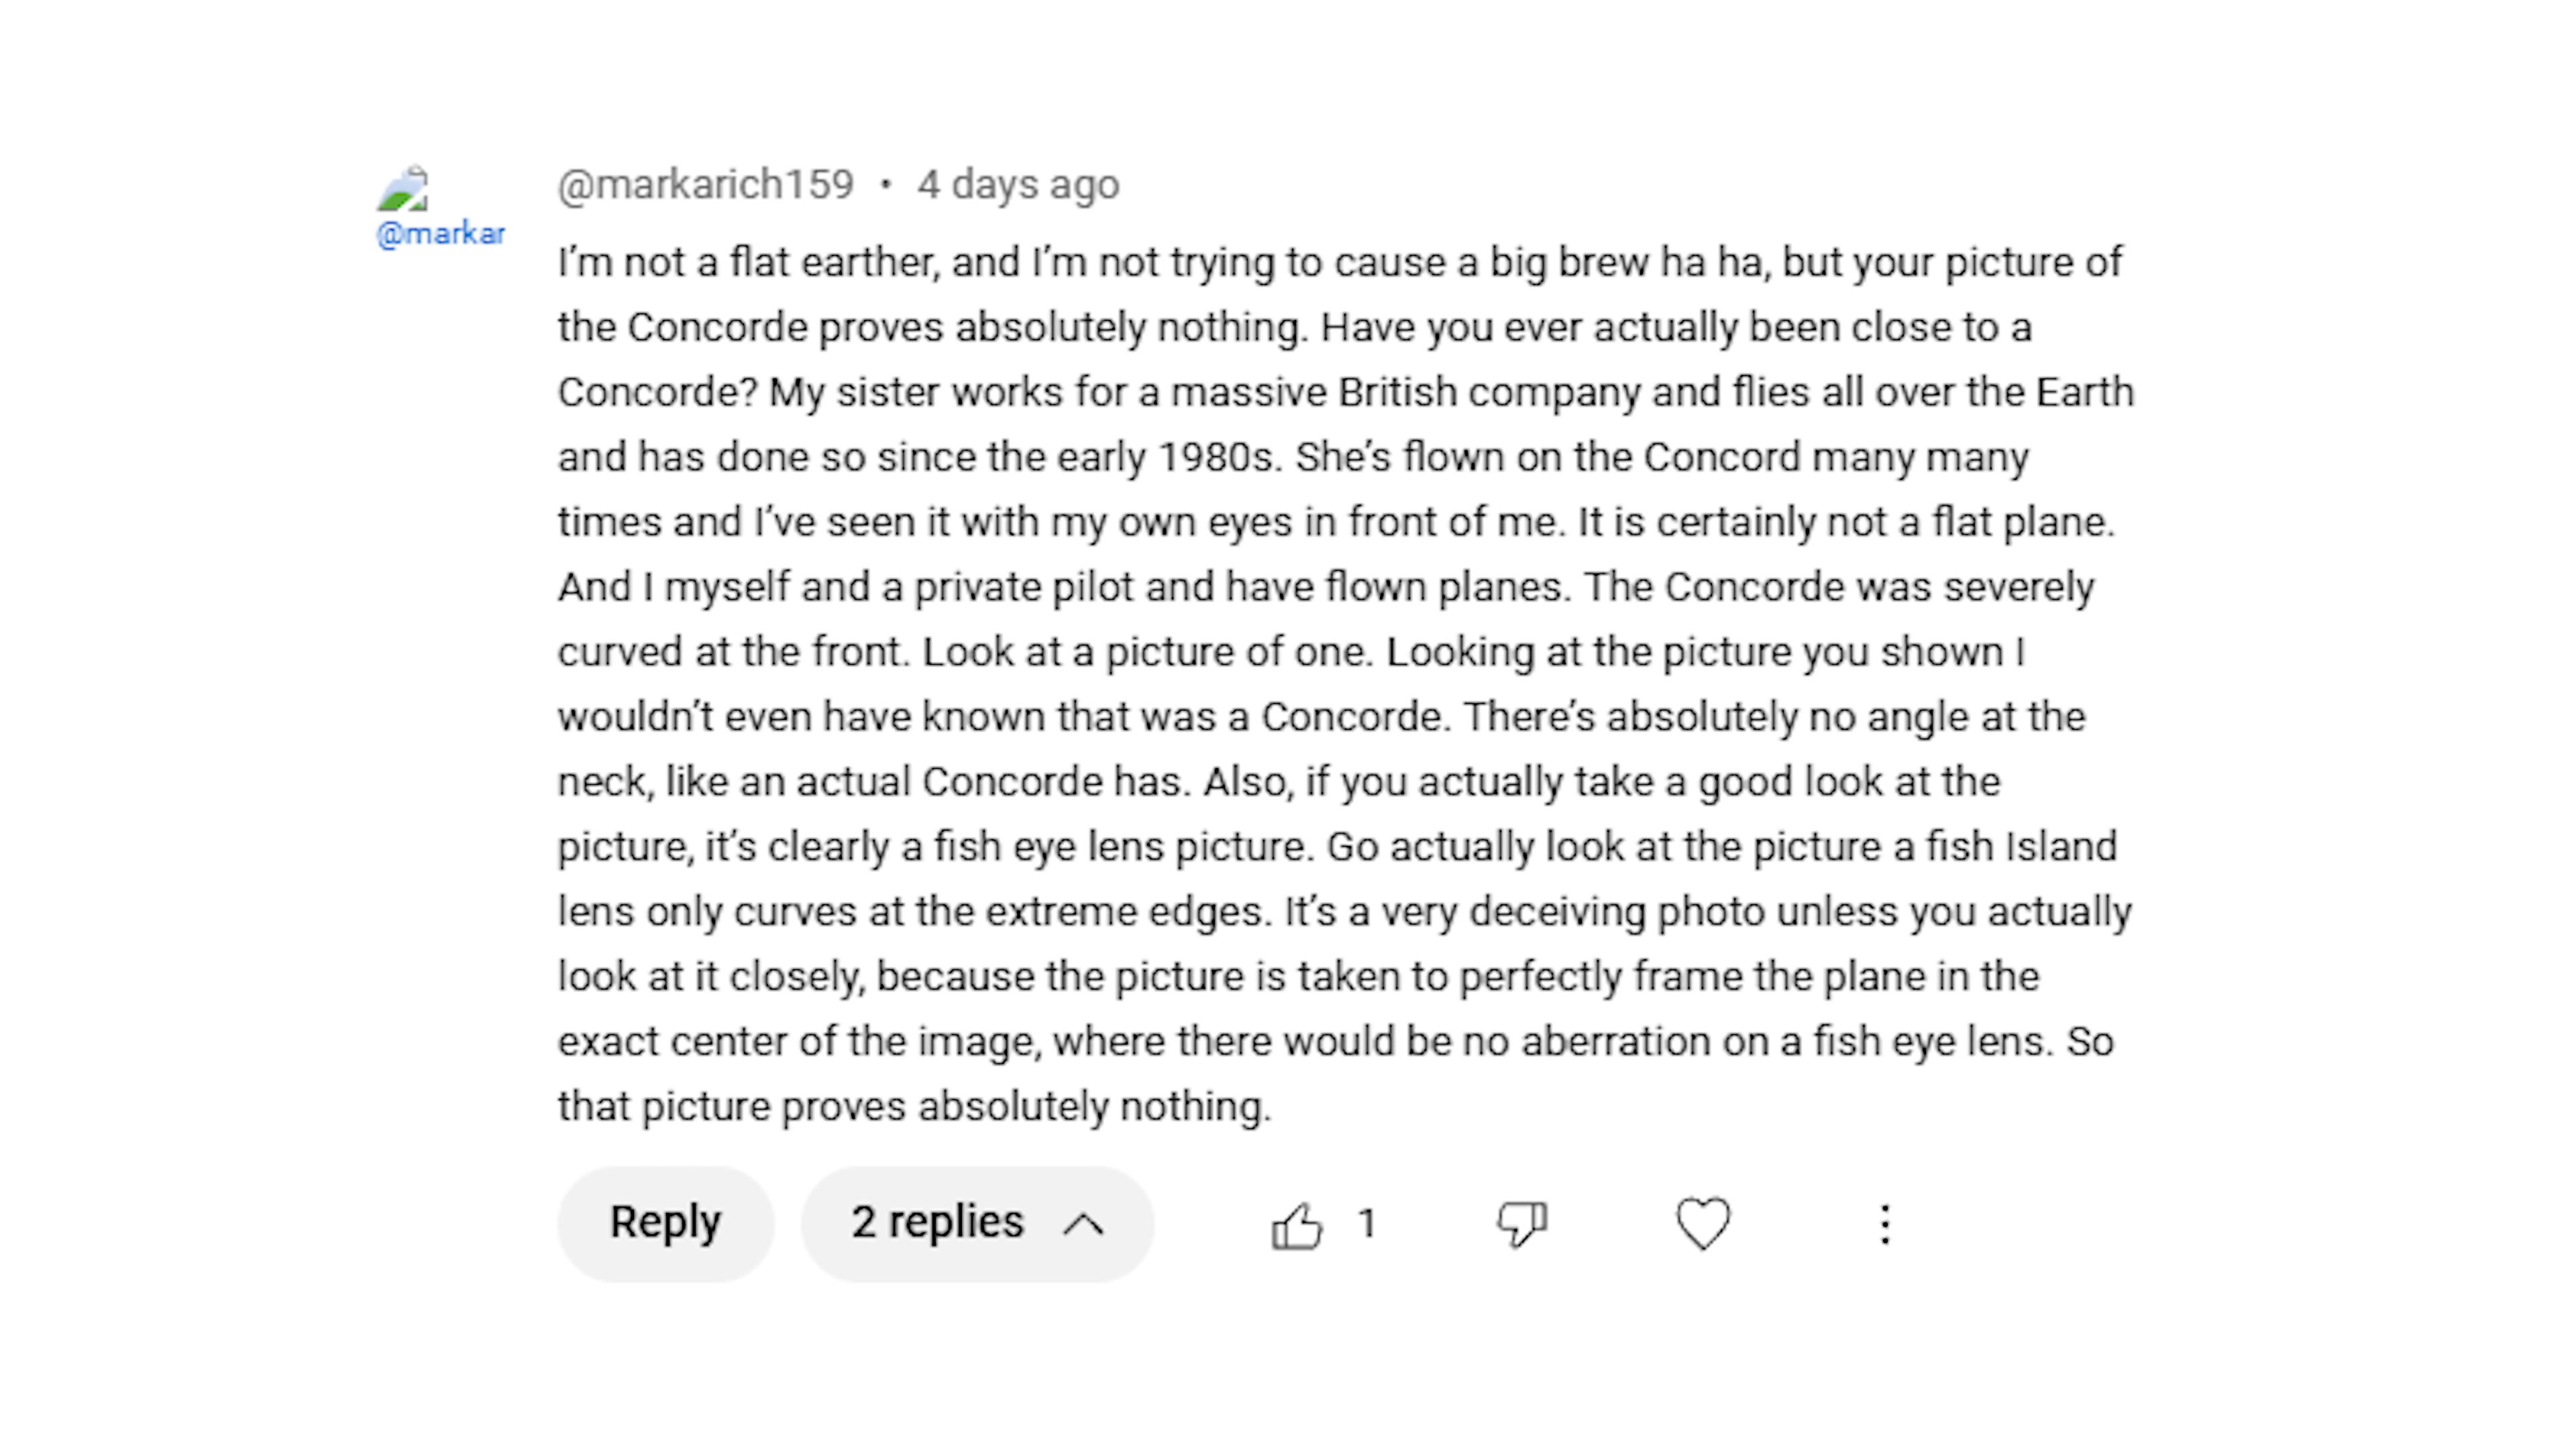 @markarich159 • 4 days ago
@markar
I’m not a flat earther, and I’m not trying to cause a big brew ha ha, but your picture of
the Concorde proves absolutely nothing. Have you ever actually been close to a
Concorde? My sister works for a massive British company and flies all over the Earth
and has done so since the early 1980s. She’s flown on the Concord many many
times and I’ve seen it with my own eyes in front of me. It is certainly not a flat plane.
And I myself and a private pilot and have flown planes. The Concorde was severely
curved at the front. Look at a picture of one. Looking at the picture you shown I
wouldn’t even have known that was a Concorde. There’s absolutely no angle at the
neck, like an actual Concorde has. Also, if you actually take a good look at the
picture, it’s clearly a fish eye lens picture. Go actually look at the picture a fish Island
lens only curves at the extreme edges. It’s a very deceiving photo unless you actually
look at it closely, because the picture is taken to perfectly frame the plane in the
exact center of the image, where there would be no aberration on a fish eye lens. So
that picture proves absolutely nothing.
Reply 2 replies 1